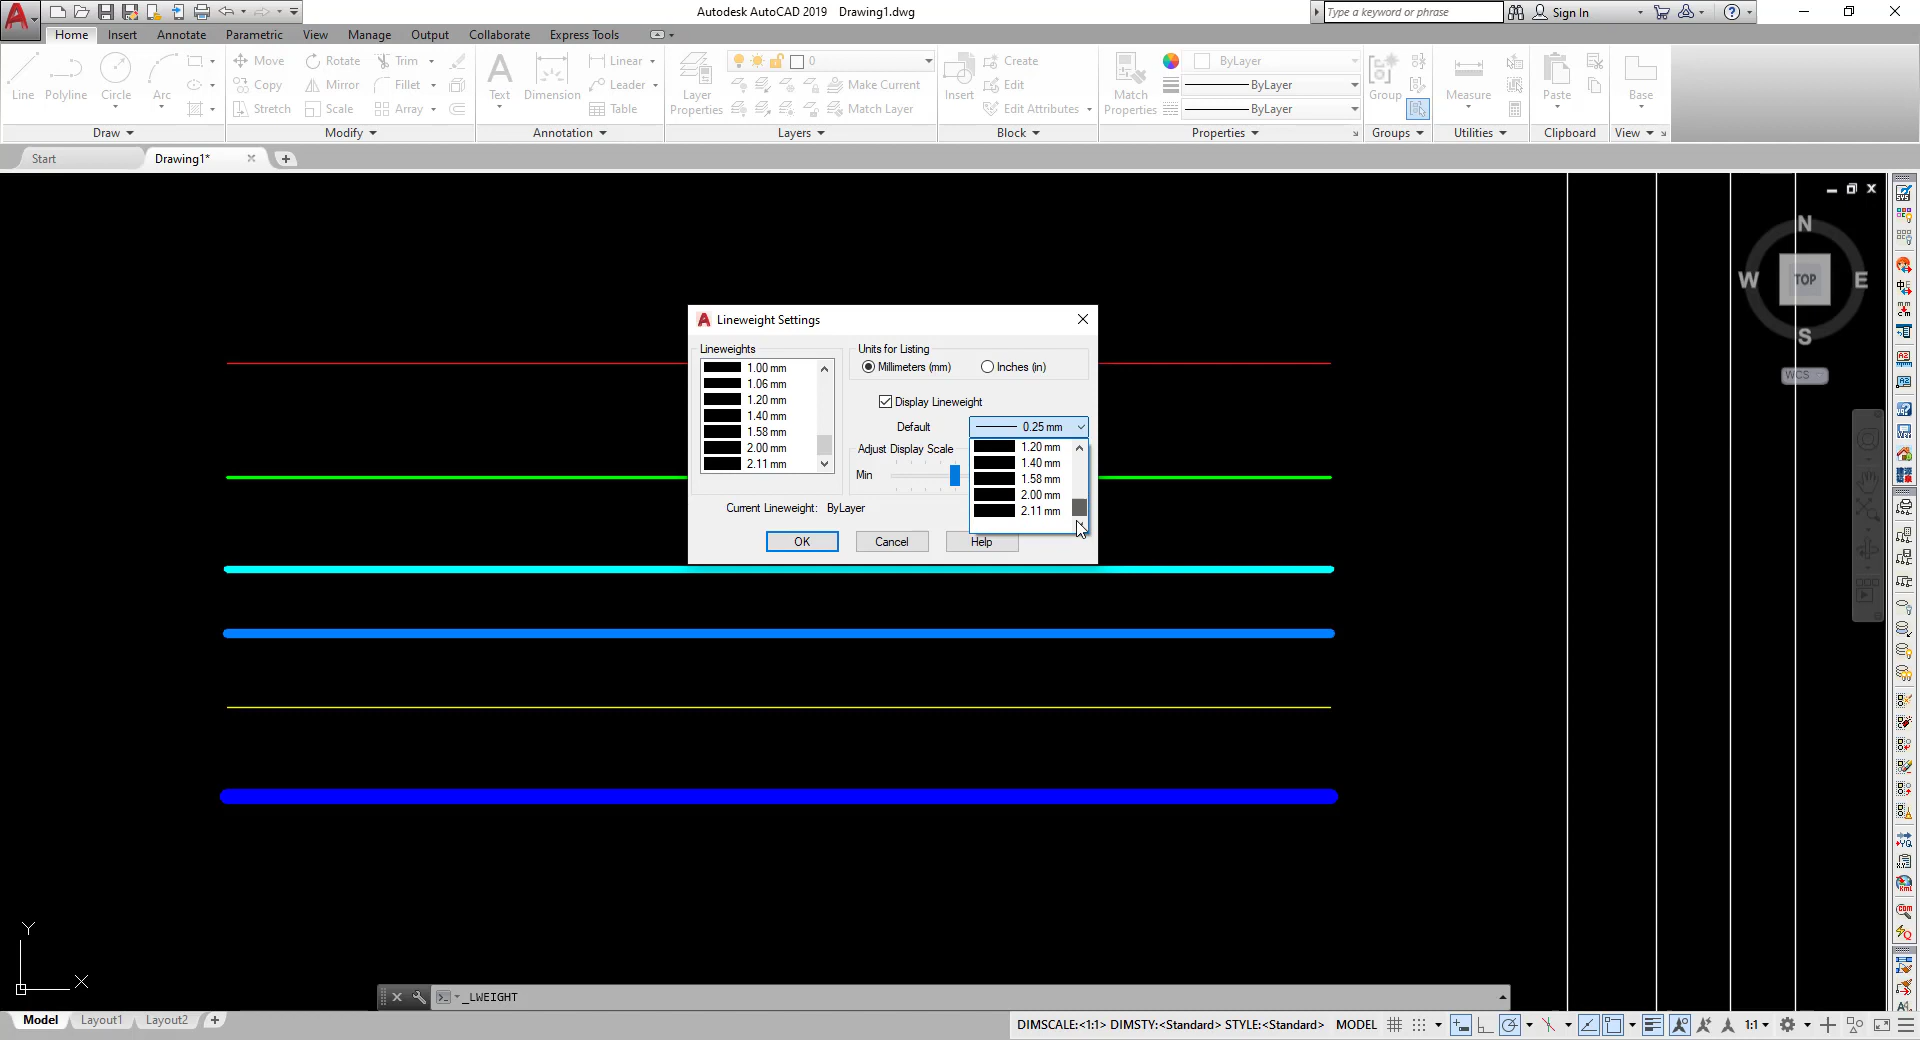 Autodesk AutoCAD 2019 Drawing1.dwg
Type a keyword or phrase
Sign In
Home Insert Annotate Parametric View Manage Output Collaborate Express Tools
Line Polyline Circle Arc
Move Rotate Trim
Copy Mirror Fillet
Stretch Scale Array
Text Dimension
Linear
Leader
Table
Layer Properties
0
Make Current
Match Layer
Insert
Create
Edit
Edit Attributes
Match Properties
ByLayer
ByLayer
ByLayer
Group
Measure
Paste
Base
Draw Modify Annotation Layers Block Properties Groups Utilities Clipboard View
Start Drawing1*
N
W TOP E
S
WCS
Lineweight Settings
Lineweights
1.00 mm
1.06 mm
1.20 mm
1.40 mm
1.58 mm
2.00 mm
2.11 mm
Units for Listing
Millimeters (mm) Inches (in)
Display Lineweight
Default 0.25 mm
1.20 mm
1.40 mm
1.58 mm
2.00 mm
2.11 mm
Adjust Display Scale
Min
Current Lineweight: ByLayer
OK Cancel Help
Y
X
_LWEIGHT
Model Layout1 Layout2
DIMSCALE:<1:1> DIMSTY:<Standard> STYLE:<Standard> MODEL 1:1